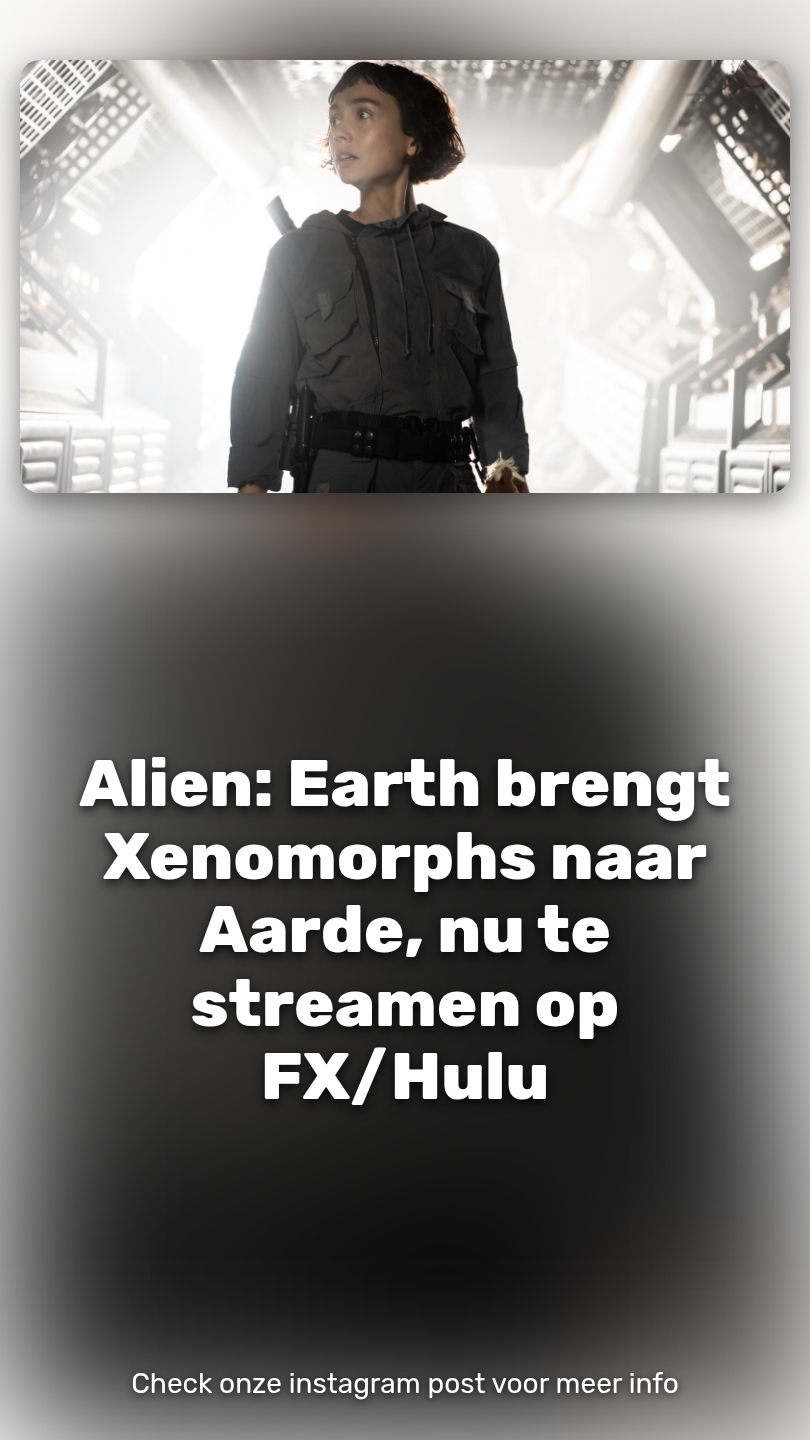 Alien: Earth brengt
Xenomorphs naar
Aarde, nu te
streamen op
FX/Hulu
Check onze instagram post voor meer info